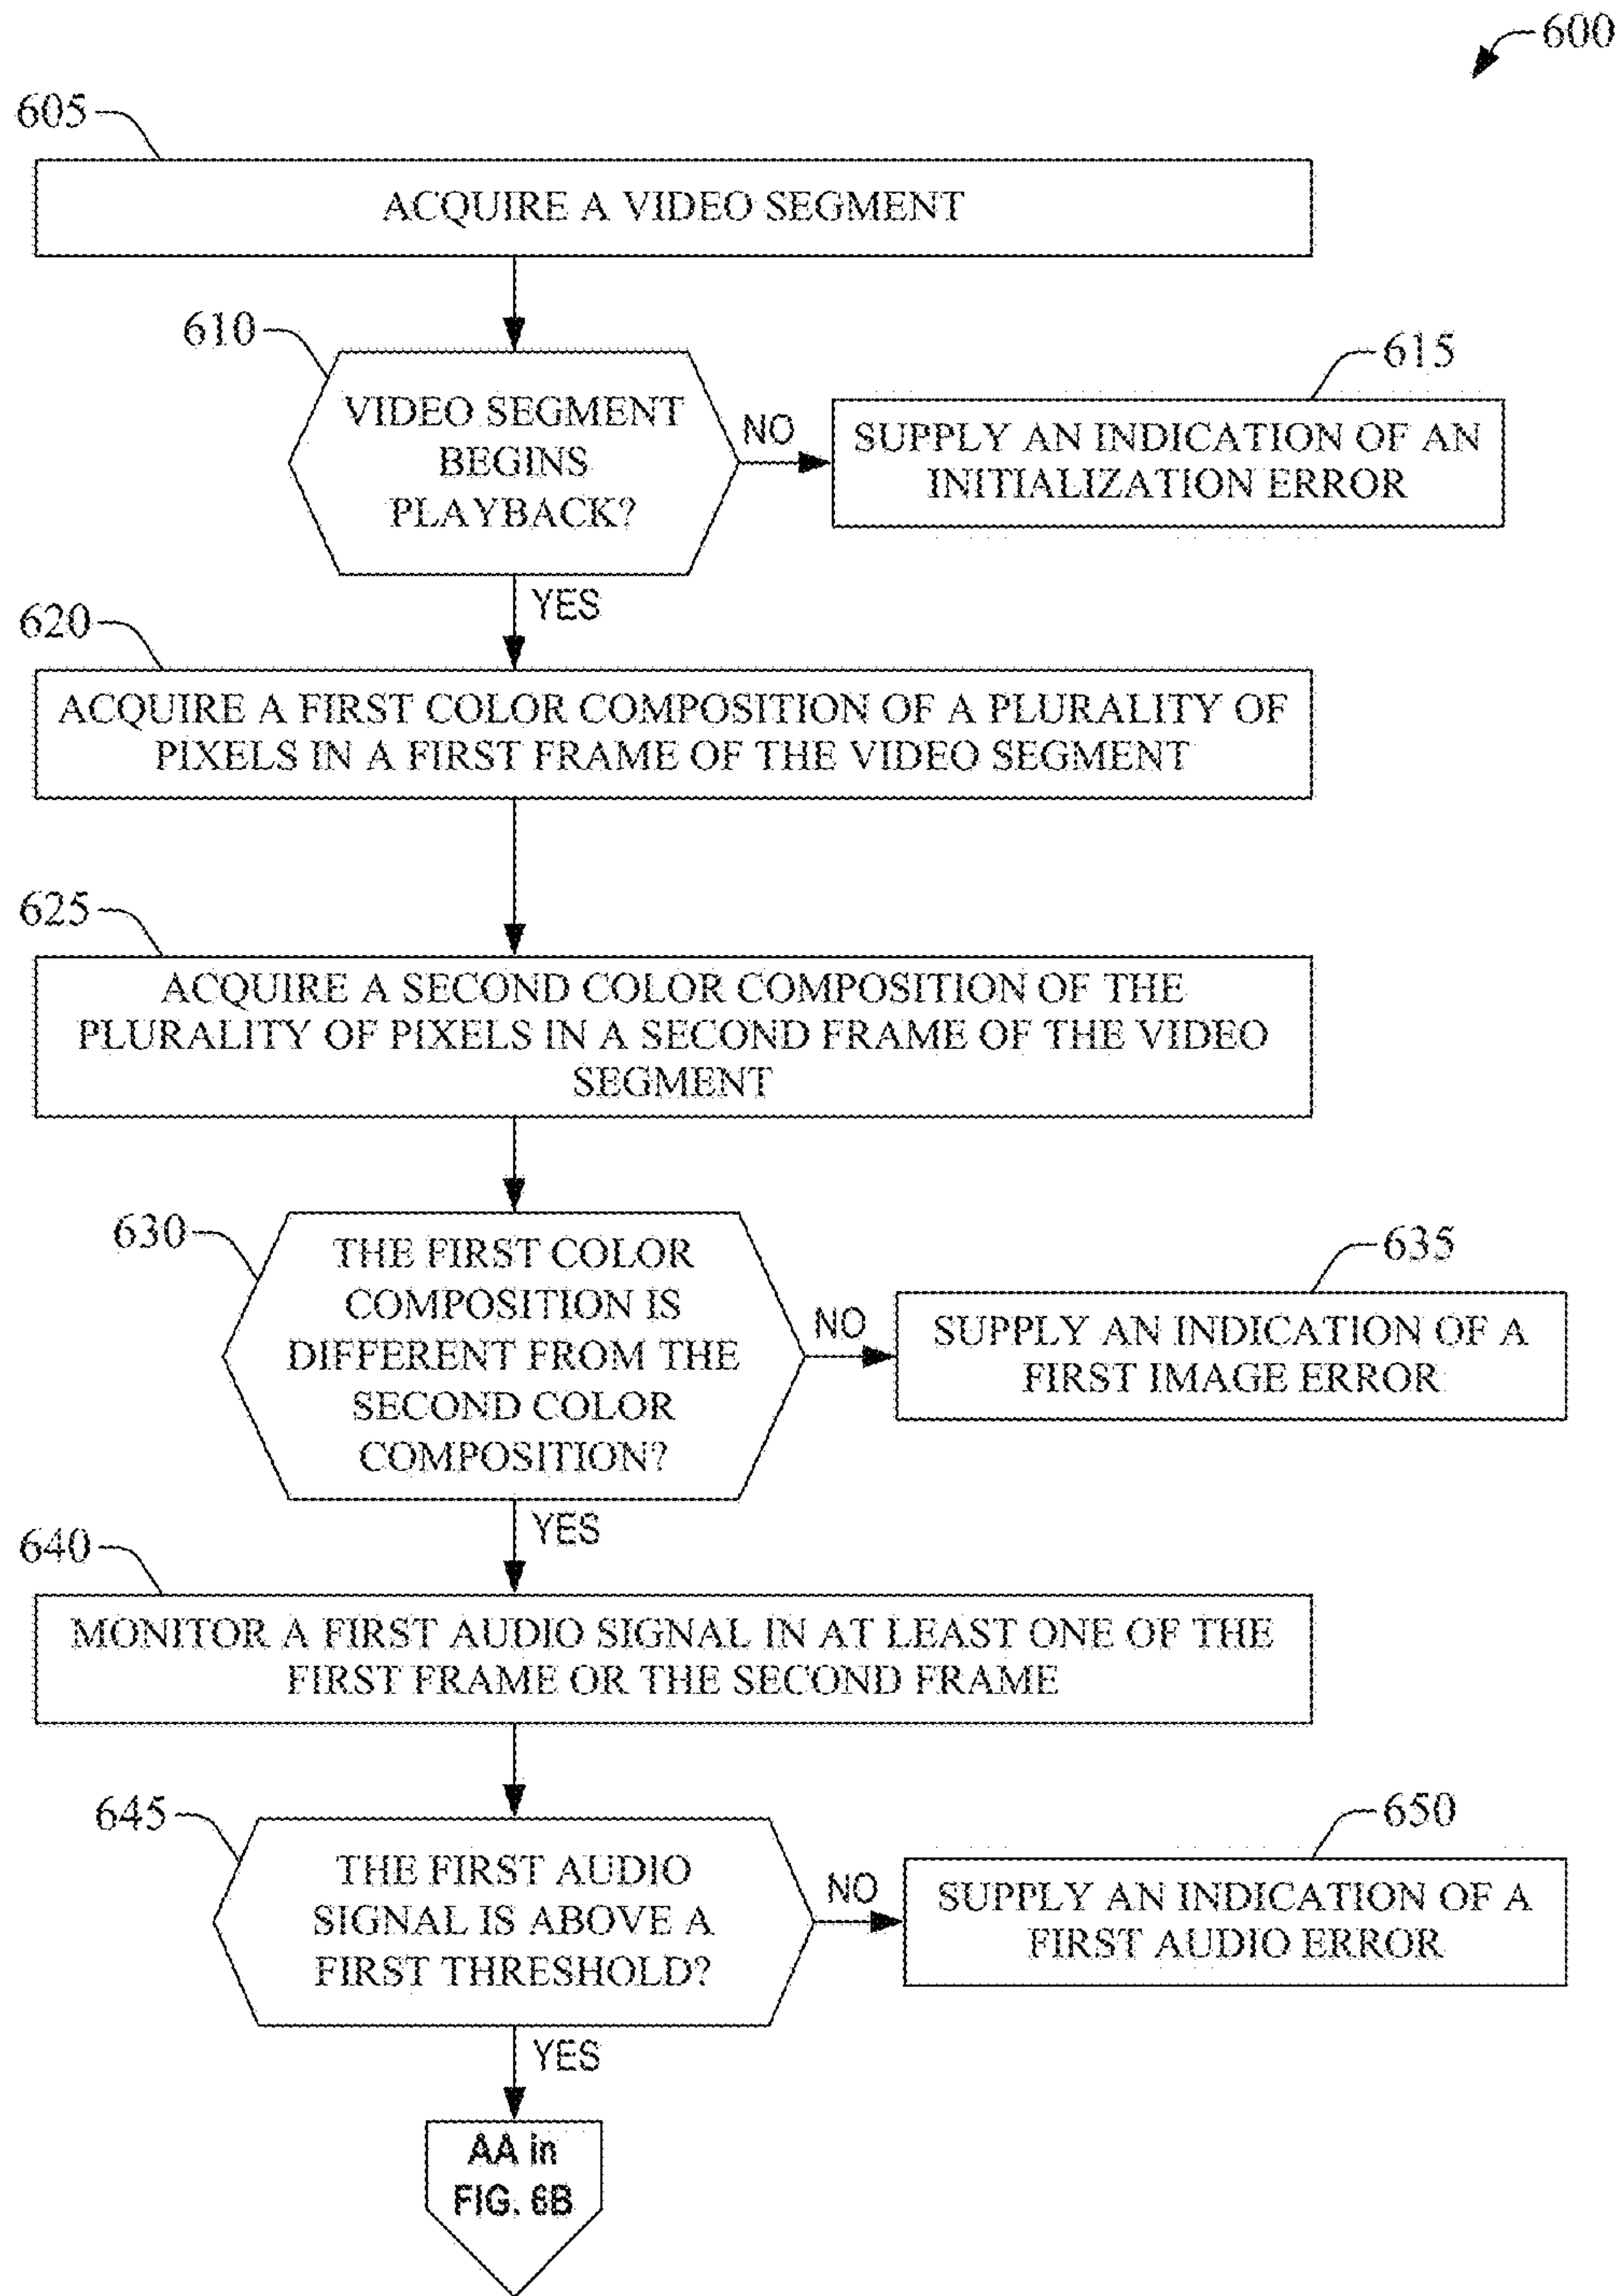 600
605
ACQUIRE A VIDEO SEGMENT
610
VIDEO SEGMENT
BEGINS
PLAYBACK?
NO
615
SUPPLY AN INDICATION OF AN
INITIALIZATION ERROR
YES
620
ACQUIRE A FIRST COLOR COMPOSITION OF A PLURALITY OF
PIXELS IN A FIRST FRAME OF THE VIDEO SEGMENT
625
ACQUIRE A SECOND COLOR COMPOSITION OF THE
PLURALITY OF PIXELS IN A SECOND FRAME OF THE VIDEO
SEGMENT
630
THE FIRST COLOR
COMPOSITION IS
DIFFERENT FROM THE
SECOND COLOR
COMPOSITION?
NO
635
SUPPLY AN INDICATION OF A
FIRST IMAGE ERROR
YES
640
MONITOR A FIRST AUDIO SIGNAL IN AT LEAST ONE OF THE
FIRST FRAME OR THE SECOND FRAME
645
THE FIRST AUDIO
SIGNAL IS ABOVE A
FIRST THRESHOLD?
NO
650
SUPPLY AN INDICATION OF A
FIRST AUDIO ERROR
YES
AA in
FIG. 6B